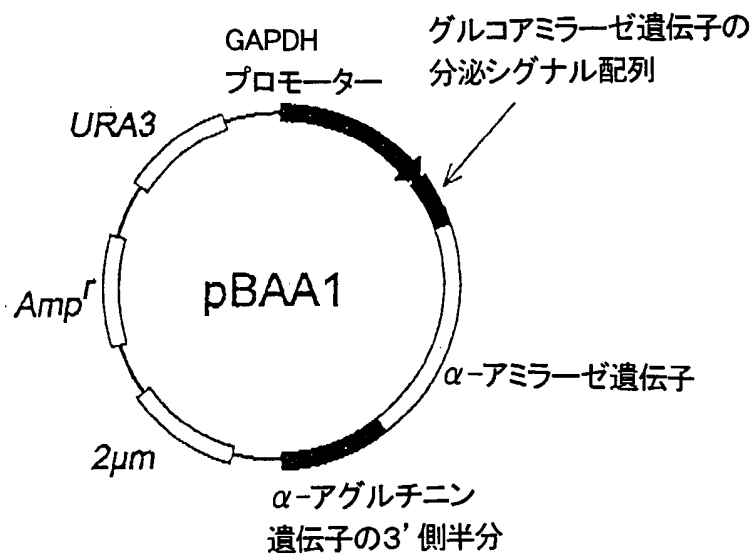 GAPDH
プロモーター
グルコアミラーゼ遺伝子の
分泌シグナル配列
URA3
Ampʳ
pBAA1
α-アミラーゼ遺伝子
2μm
α-アグルチニン
遺伝子の3'側半分